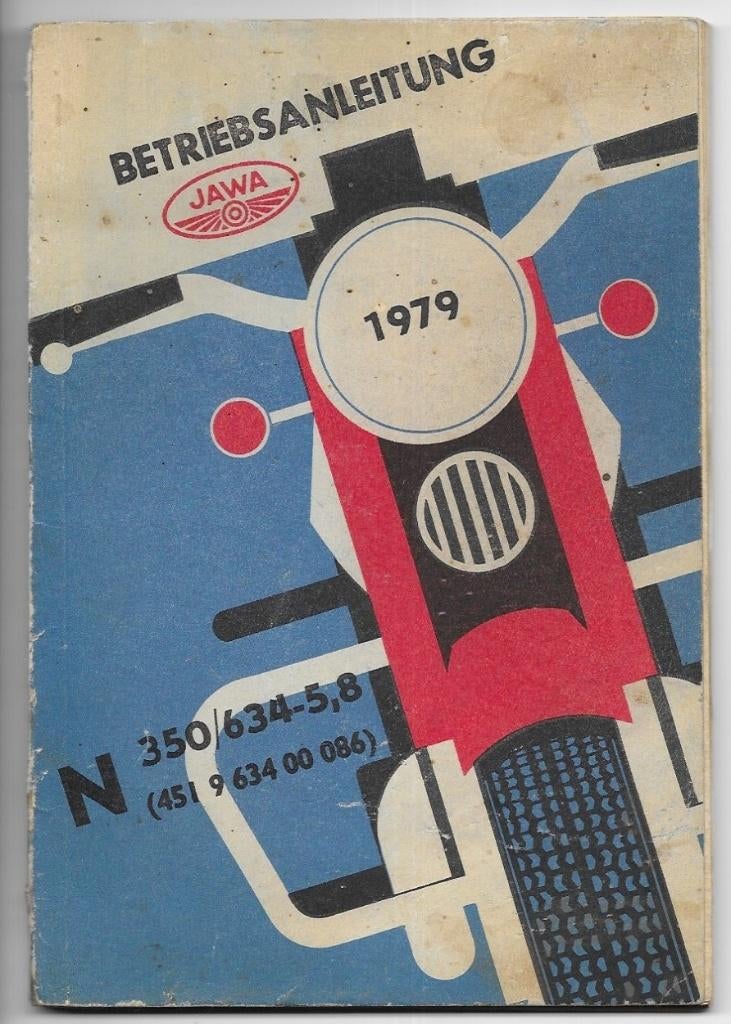 BETRIEBSANLEITUNG
JAWA
1979
N 350/634-5,8
(451 9 634 00 086)